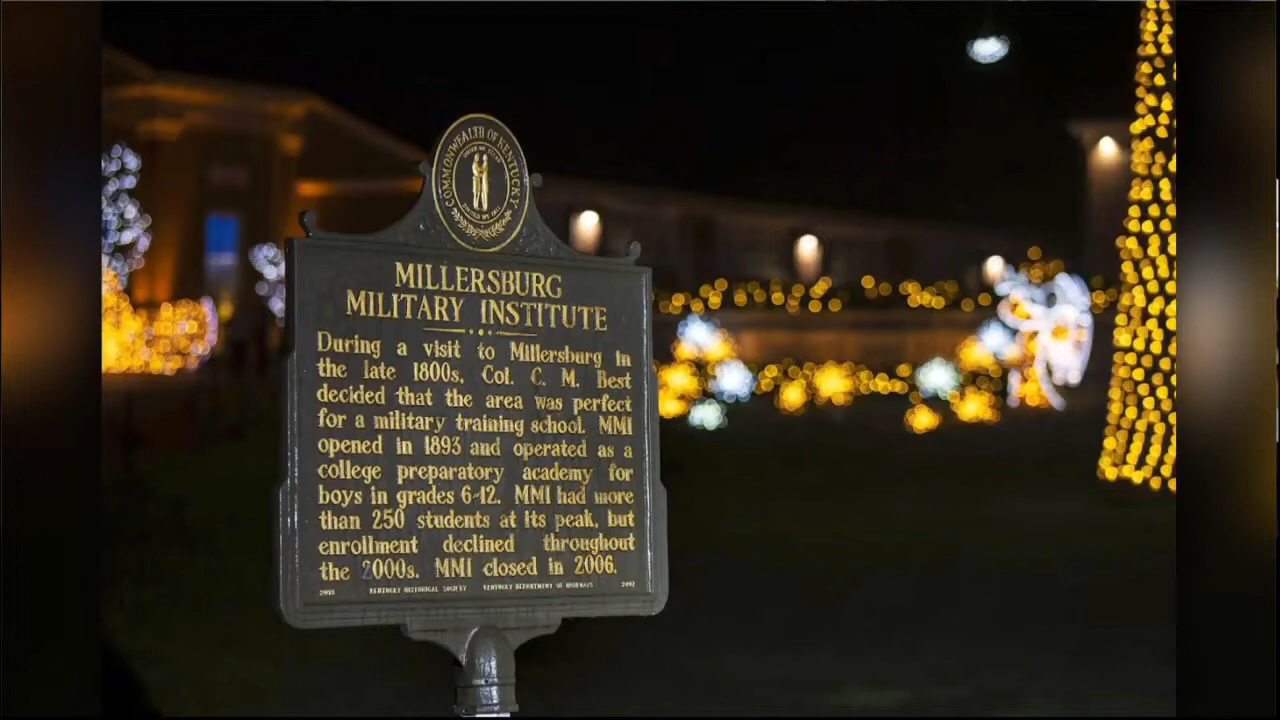 COMMONWEALTH OF KENTUCKY
MILLERSBURG
MILITARY INSTITUTE
During a visit to Millersburg in
the late 1800s, Col. C. M. Best
decided that the area was perfect
for a military training school. MMI
opened in 1893 and operated as a
college preparatory academy for
boys in grades 6-12. MMI had more
than 250 students at its peak, but
enrollment declined throughout
the 2000s. MMI closed in 2006.
KENTUCKY HISTORICAL SOCIETY KENTUCKY DEPARTMENT OF HIGHWAYS